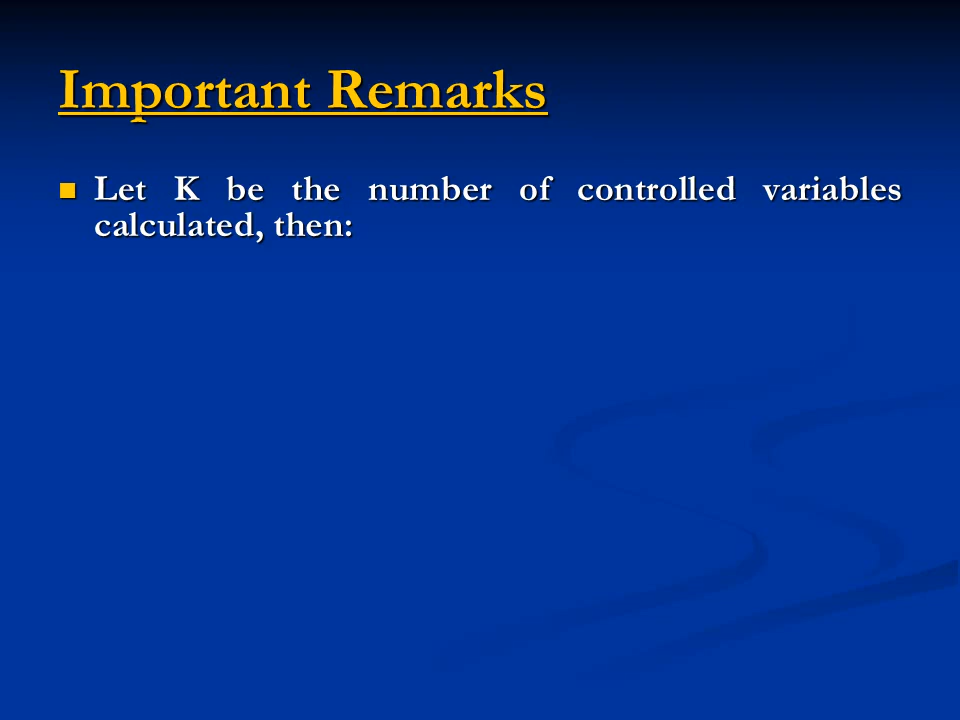 Important Remarks
Let K be the number of controlled variables
calculated, then: